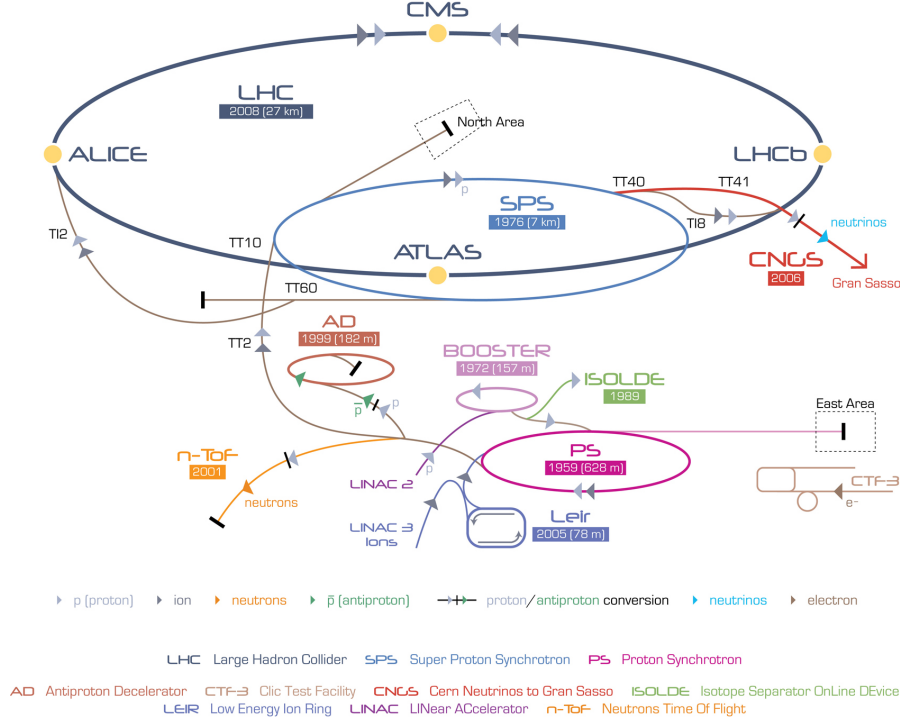 CMS
LHC
2008 (27 km)
North Area
ALICE
LHCb
TT40
TT41
p
SPS
1976 (7 km)
TI8
neutrinos
TI2
TT10
ATLAS
CNGS
2006
Gran Sasso
TT60
AD
1999 (182 m)
TT2
BOOSTER
1972 (157 m)
ISOLDE
1989
p̅
p
East Area
n-ToF
2001
PS
1959 (628 m)
p
LINAC 2
neutrons
CTF3
e-
LINAC 3
Ions
Leir
2005 (78 m)
p (proton)
ion
neutrons
p̅ (antiproton)
proton/antiproton conversion
neutrinos
electron
LHC Large Hadron Collider
SPS Super Proton Synchrotron
PS Proton Synchrotron
AD Antiproton Decelerator
CTF3 Clic Test Facility
CNGS Cern Neutrinos to Gran Sasso
ISOLDE Isotope Separator OnLine DEvice
LEIR Low Energy Ion Ring
LINAC LINear ACcelerator
n-ToF Neutrons Time Of Flight